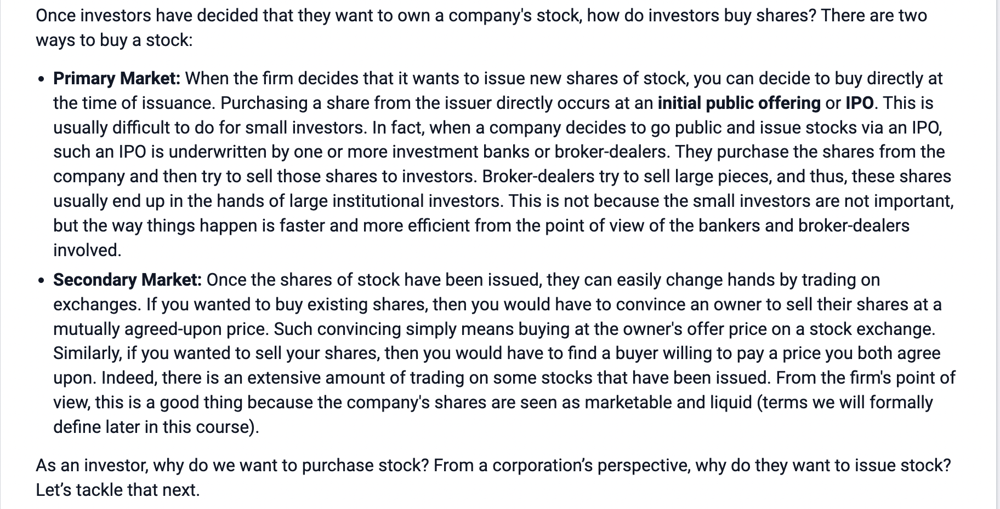 Once investors have decided that they want to own a company's stock, how do investors buy shares? There are two
ways to buy a stock:
• Primary Market: When the firm decides that it wants to issue new shares of stock, you can decide to buy directly at
the time of issuance. Purchasing a share from the issuer directly occurs at an initial public offering or IPO. This is
usually difficult to do for small investors. In fact, when a company decides to go public and issue stocks via an IPO,
such an IPO is underwritten by one or more investment banks or broker-dealers. They purchase the shares from the
company and then try to sell those shares to investors. Broker-dealers try to sell large pieces, and thus, these shares
usually end up in the hands of large institutional investors. This is not because the small investors are not important,
but the way things happen is faster and more efficient from the point of view of the bankers and broker-dealers
involved.
• Secondary Market: Once the shares of stock have been issued, they can easily change hands by trading on
exchanges. If you wanted to buy existing shares, then you would have to convince an owner to sell their shares at a
mutually agreed-upon price. Such convincing simply means buying at the owner's offer price on a stock exchange.
Similarly, if you wanted to sell your shares, then you would have to find a buyer willing to pay a price you both agree
upon. Indeed, there is an extensive amount of trading on some stocks that have been issued. From the firm's point of
view, this is a good thing because the company's shares are seen as marketable and liquid (terms we will formally
define later in this course).
As an investor, why do we want to purchase stock? From a corporation’s perspective, why do they want to issue stock?
Let’s tackle that next.